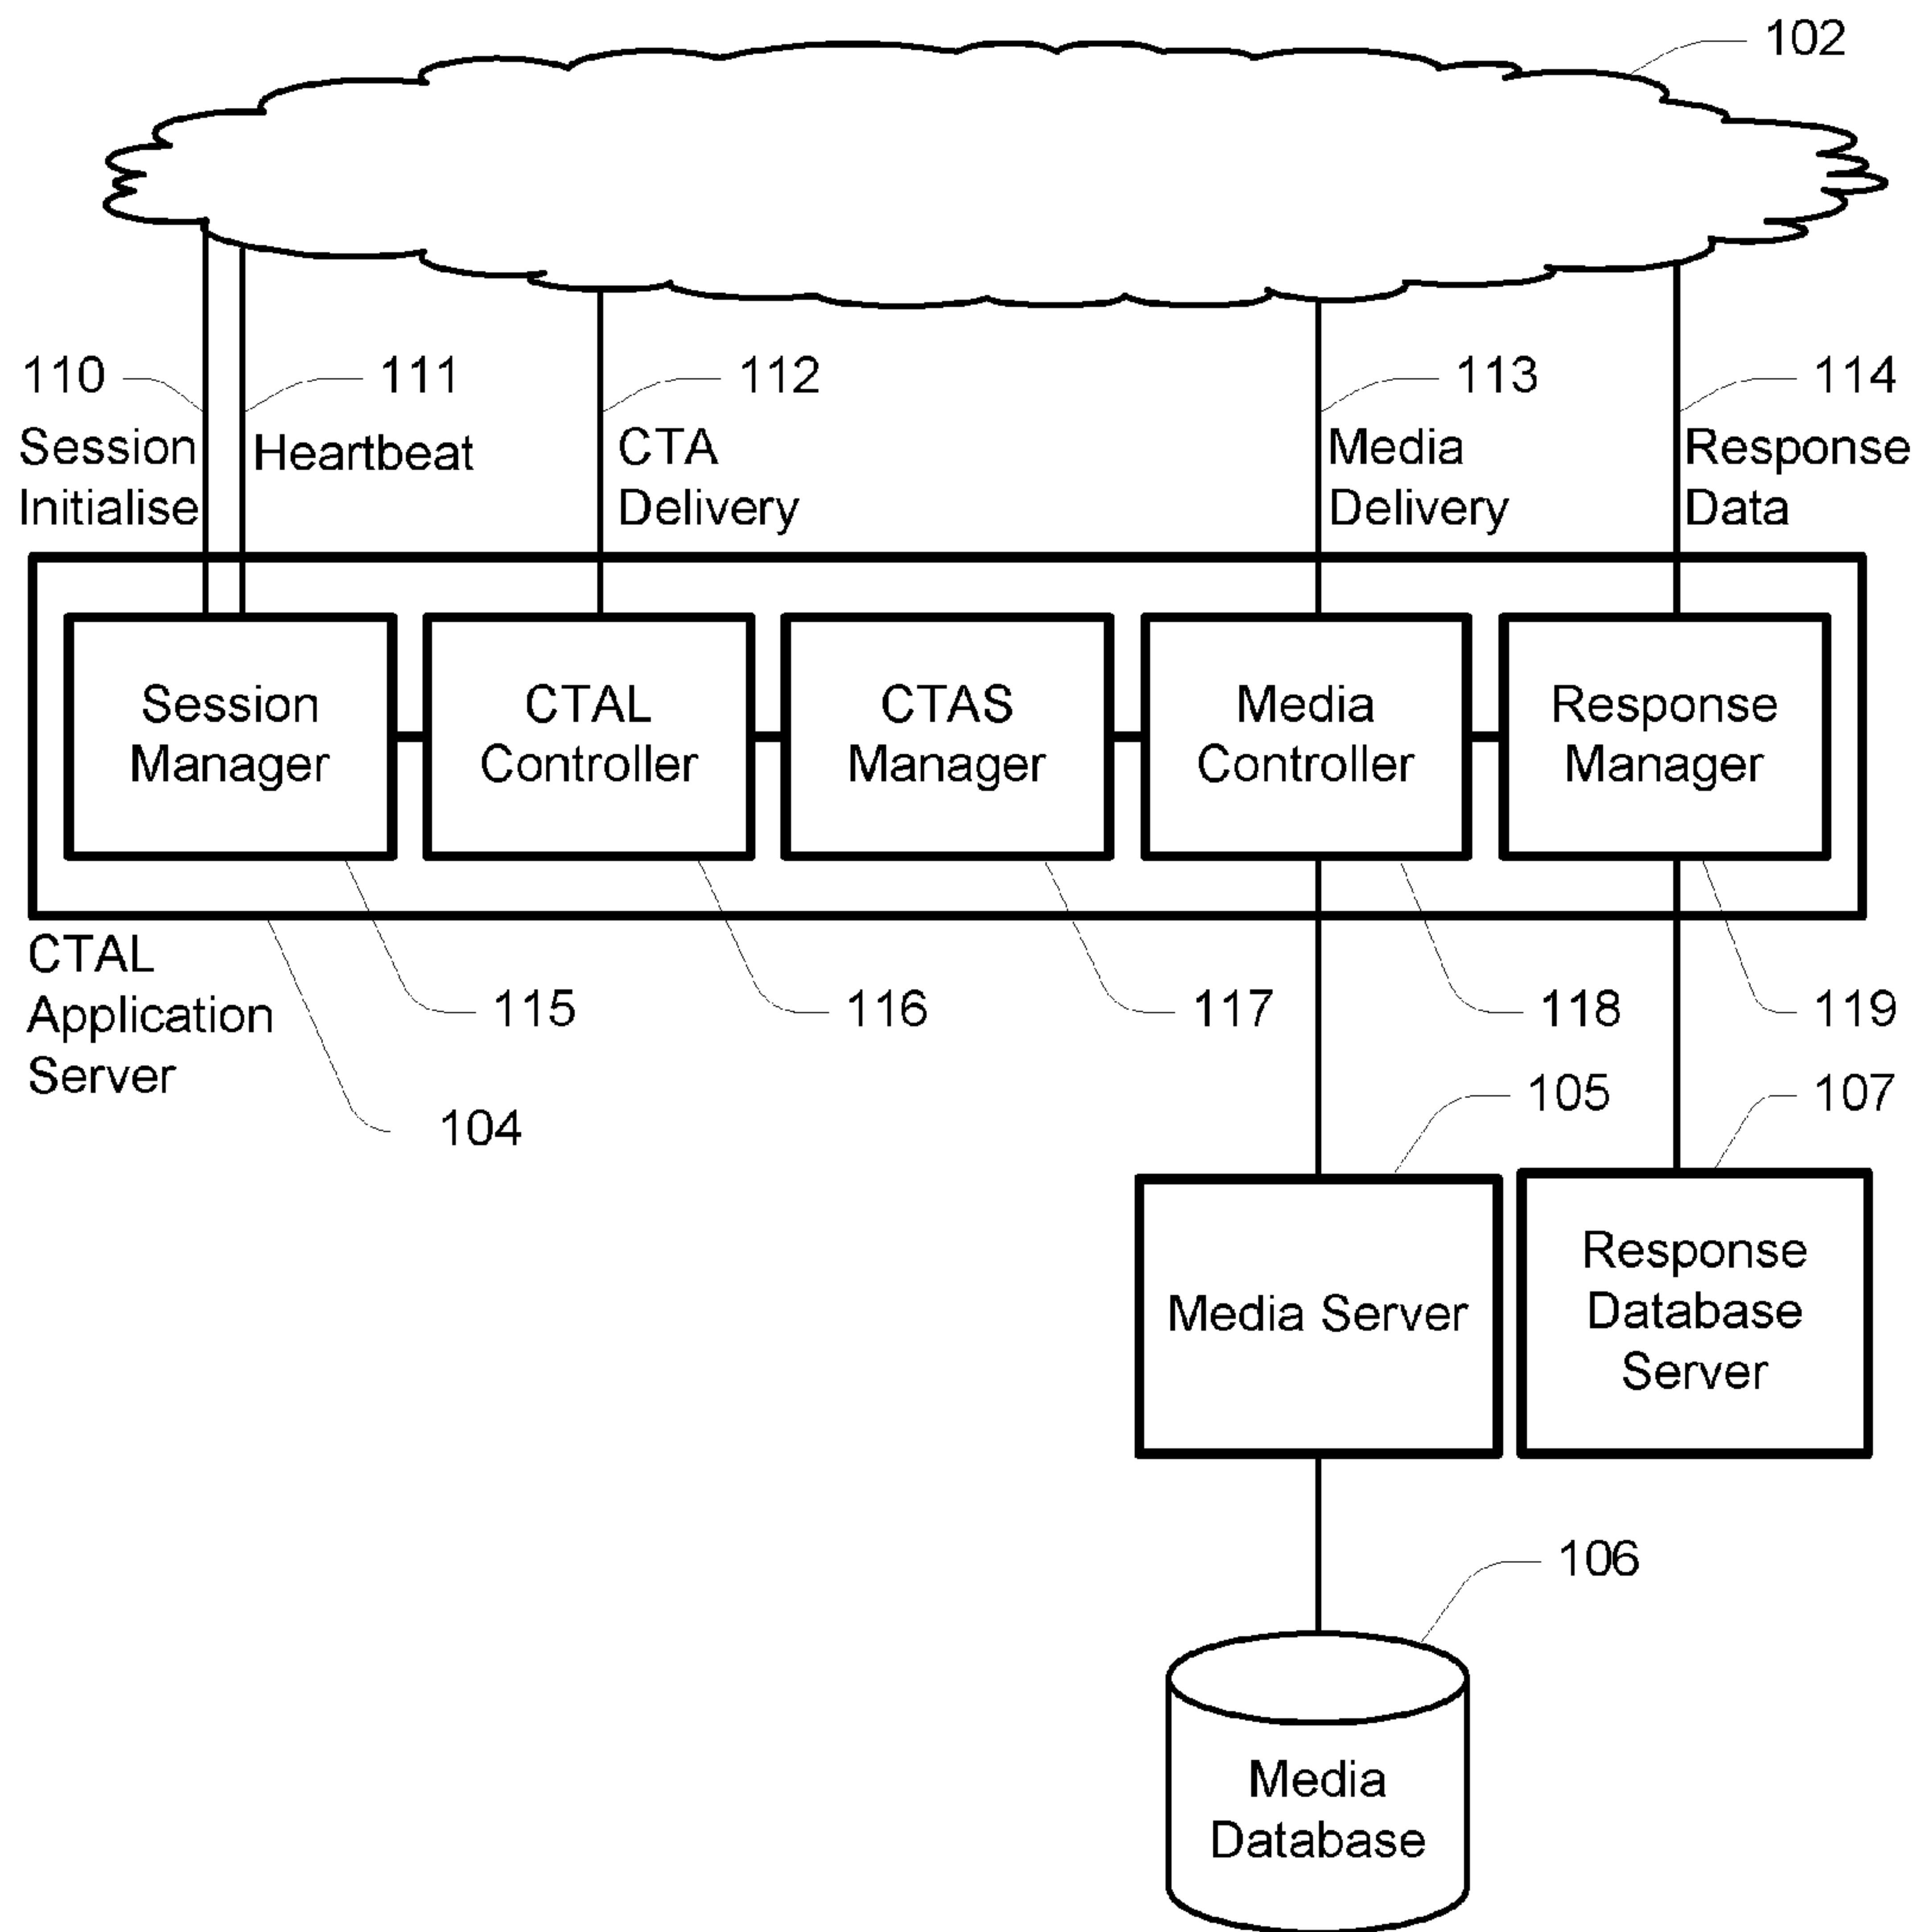 102
110
111
112
113
114
Session
Initialise
Heartbeat
CTA
Delivery
Media
Delivery
Response
Data
Session
Manager
CTAL
Controller
CTAS
Manager
Media
Controller
Response
Manager
CTAL
Application
Server
115
116
117
118
119
104
105
107
Media Server
Response
Database
Server
106
Media
Database